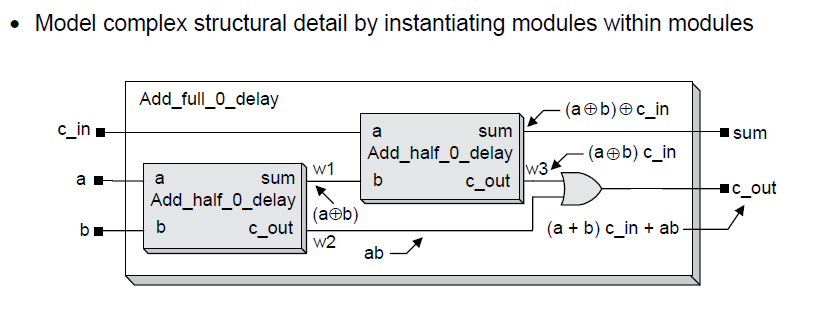 • Model complex structural detail by instantiating modules within modules
Add_full_0_delay
(a⊕b)⊕c_in
c_in
a sum
sum
Add_half_0_delay
(a⊕b) c_in
w1
w3
a
a sum
b c_out
c_out
Add_half_0_delay
(a⊕b)
b
b c_out
(a + b) c_in + ab
w2
ab